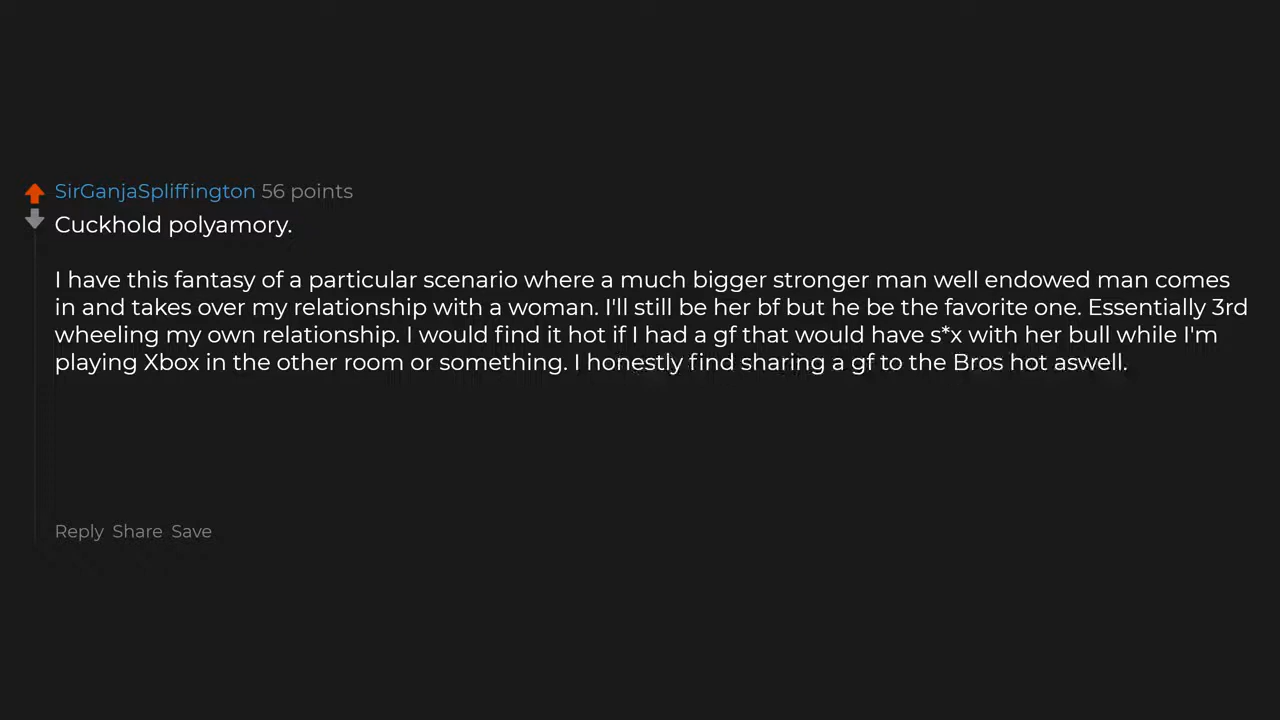 SirGanjaSpliffington 56 points
Cuckhold polyamory.
I have this fantasy of a particular scenario where a much bigger stronger man well endowed man comes
in and takes over my relationship with a woman. I'll still be her bf but he be the favorite one. Essentially 3rd
wheeling my own relationship. I would find it hot if I had a gf that would have s*x with her bull while I'm
playing Xbox in the other room or something. I honestly find sharing a gf to the Bros hot aswell.
Reply Share Save